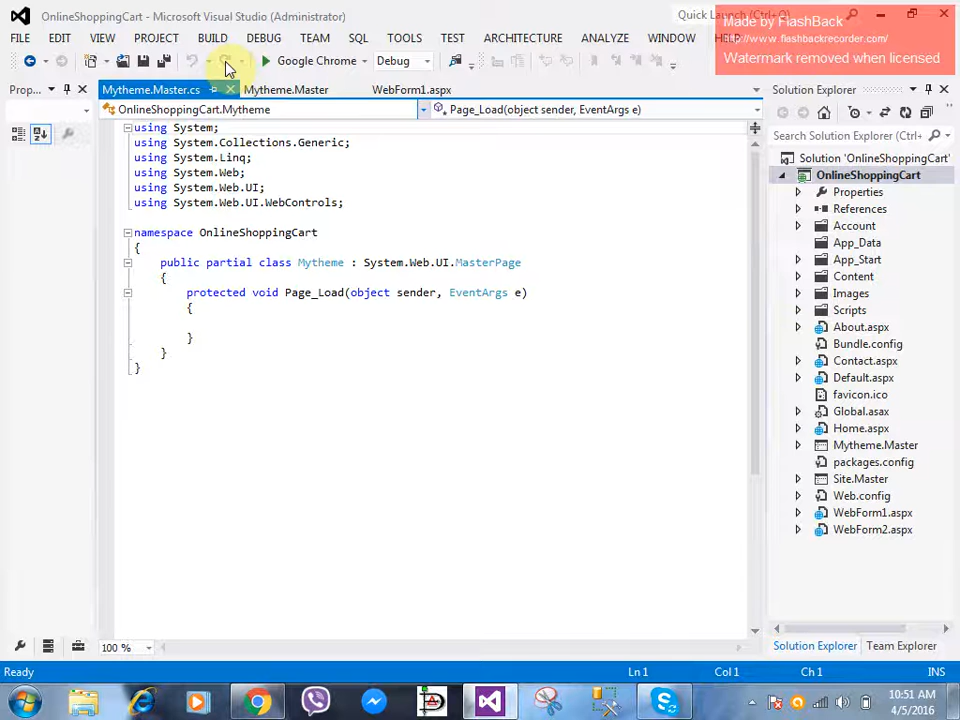 OnlineShoppingCart - Microsoft Visual Studio (Administrator)
Quick Launch (Ctrl+Q)
Made by FlashBack
http://www.flashbackrecorder.com/
Watermark removed when licensed
FILE EDIT VIEW PROJECT BUILD DEBUG TEAM SQL TOOLS TEST ARCHITECTURE ANALYZE WINDOW HELP
Google Chrome Debug
Prop...
Mytheme.Master.cs Mytheme.Master WebForm1.aspx
Solution Explorer
OnlineShoppingCart.Mytheme Page_Load(object sender, EventArgs e)
Search Solution Explorer (Ctrl+
using System;
using System.Collections.Generic;
using System.Linq;
using System.Web;
using System.Web.UI;
using System.Web.UI.WebControls;
namespace OnlineShoppingCart
{
public partial class Mytheme : System.Web.UI.MasterPage
{
protected void Page_Load(object sender, EventArgs e)
{
}
}
}
Solution 'OnlineShoppingCart'
OnlineShoppingCart
Properties
References
Account
App_Data
App_Start
Content
Images
Scripts
About.aspx
Bundle.config
Contact.aspx
Default.aspx
favicon.ico
Global.asax
Home.aspx
Mytheme.Master
packages.config
Site.Master
Web.config
WebForm1.aspx
WebForm2.aspx
100 %
Solution Explorer Team Explorer
Ready Ln 1 Col 1 Ch 1 INS
10:51 AM
4/5/2016